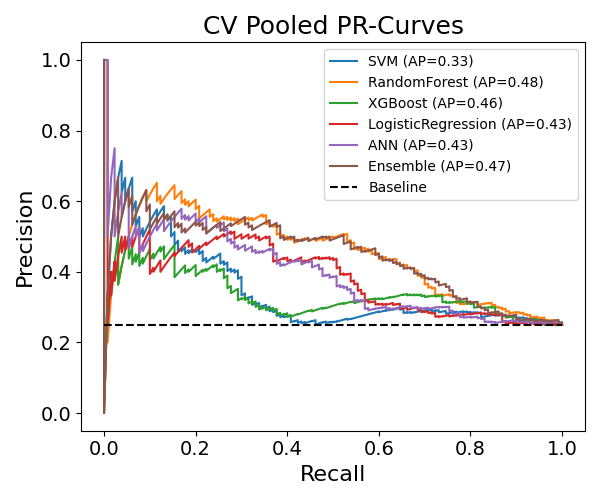 CV Pooled PR-Curves
SVM (AP=0.33)
RandomForest (AP=0.48)
XGBoost (AP=0.46)
LogisticRegression (AP=0.43)
ANN (AP=0.43)
Ensemble (AP=0.47)
Baseline
Precision
1.0
0.8
0.6
0.4
0.2
0.0
0.0 0.2 0.4 0.6 0.8 1.0
Recall